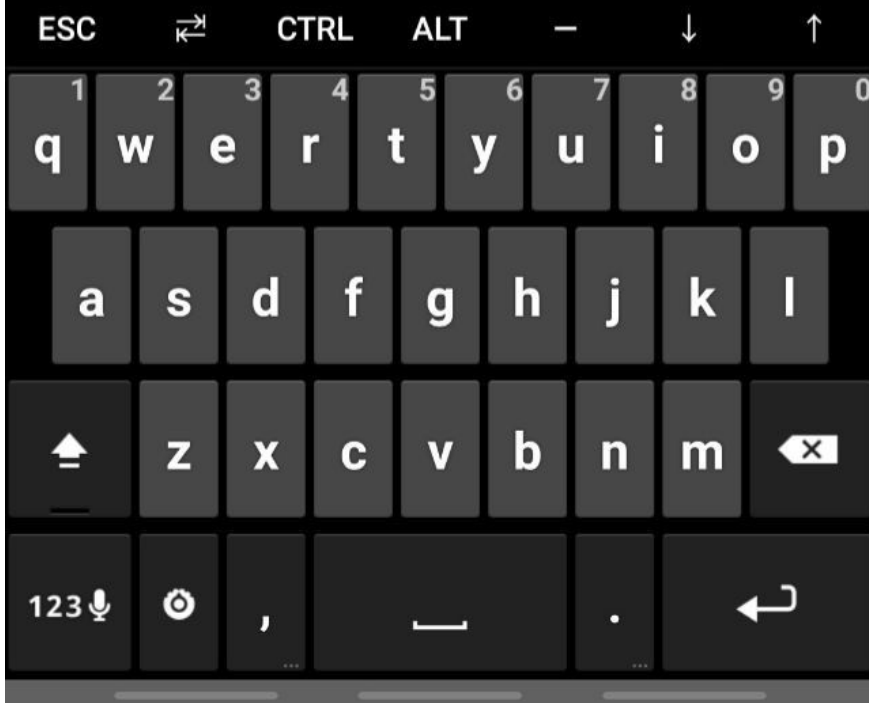 ESC ⇄ CTRL ALT – ↓ ↑
1 2 3 4 5 6 7 8 9 0
q w e r t y u i o p
a s d f g h j k l
z x c v b n m
123 , .
... ...